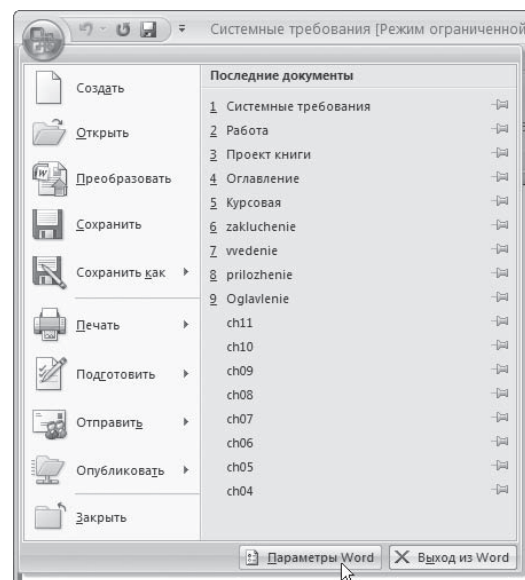 Системные требования [Режим ограниченной
Создать
Открыть
Преобразовать
Сохранить
Сохранить как
Печать
Подготовить
Отправить
Опубликовать
Закрыть
Последние документы
1 Системные требования
2 Работа
3 Проект книги
4 Оглавление
5 Курсовая
6 zakluchenie
7 vvedenie
8 prilozhenie
9 Oglavlenie
ch11
ch10
ch09
ch08
ch07
ch06
ch05
ch04
Параметры Word
Выход из Word